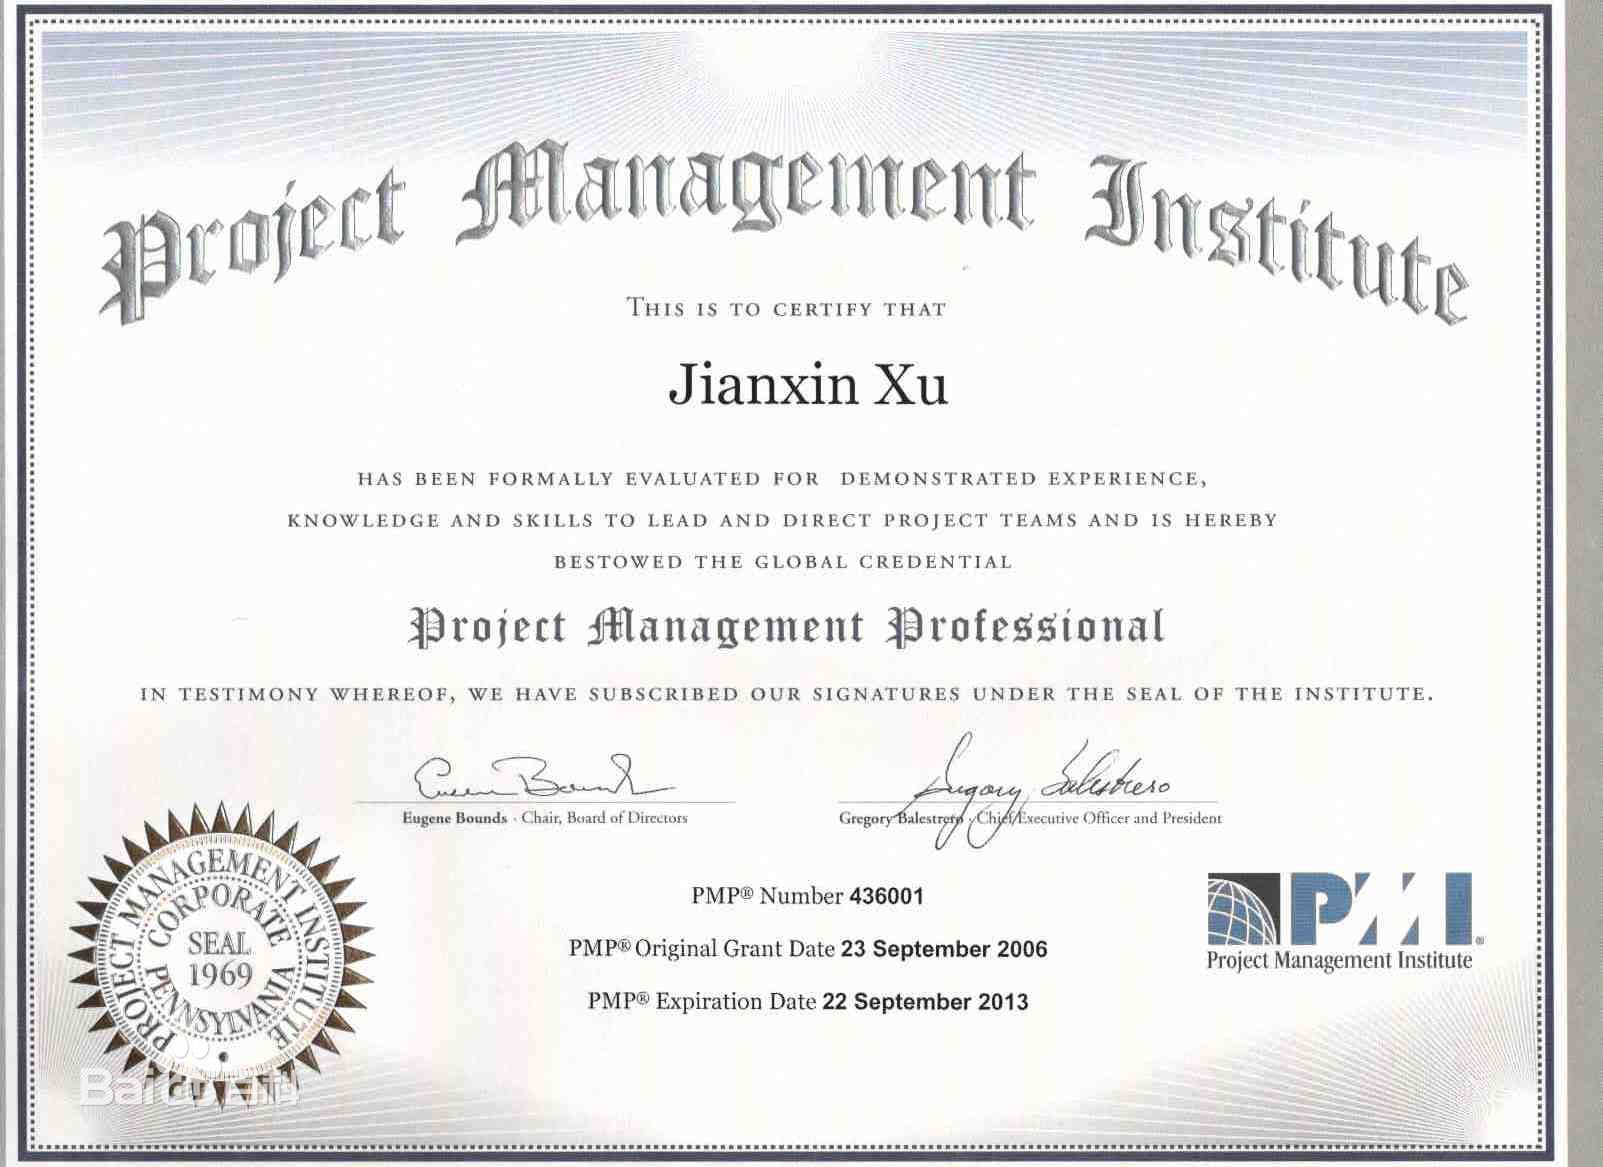 Project Management Institute
THIS IS TO CERTIFY THAT
Jianxin Xu
HAS BEEN FORMALLY EVALUATED FOR DEMONSTRATED EXPERIENCE,
KNOWLEDGE AND SKILLS TO LEAD AND DIRECT PROJECT TEAMS AND IS HEREBY
BESTOWED THE GLOBAL CREDENTIAL
Project Management Professional
IN TESTIMONY WHEREOF, WE HAVE SUBSCRIBED OUR SIGNATURES UNDER THE SEAL OF THE INSTITUTE.
Eugene Bounds
Gregory Balestrero
Eugene Bounds · Chair, Board of Directors
Gregory Balestrero · Chief Executive Officer and President
PROJECT MANAGEMENT INSTITUTE
CORPORATE
SEAL
1969
PENNSYLVANIA
PMP® Number 436001
PMP® Original Grant Date 23 September 2006
PMP® Expiration Date 22 September 2013
PMI®
Project Management Institute
Baidu百科